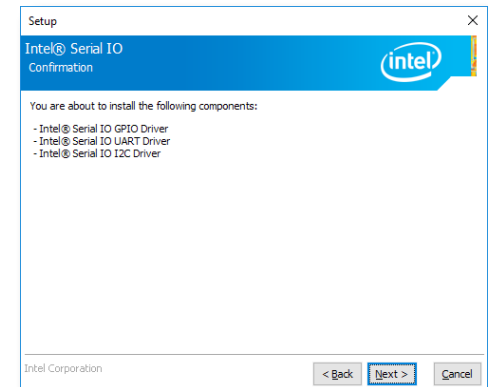 Setup
Intel® Serial IO
Confirmation
intel
You are about to install the following components:
- Intel® Serial IO GPIO Driver
- Intel® Serial IO UART Driver
- Intel® Serial IO I2C Driver
Intel Corporation
< Back
Next >
Cancel